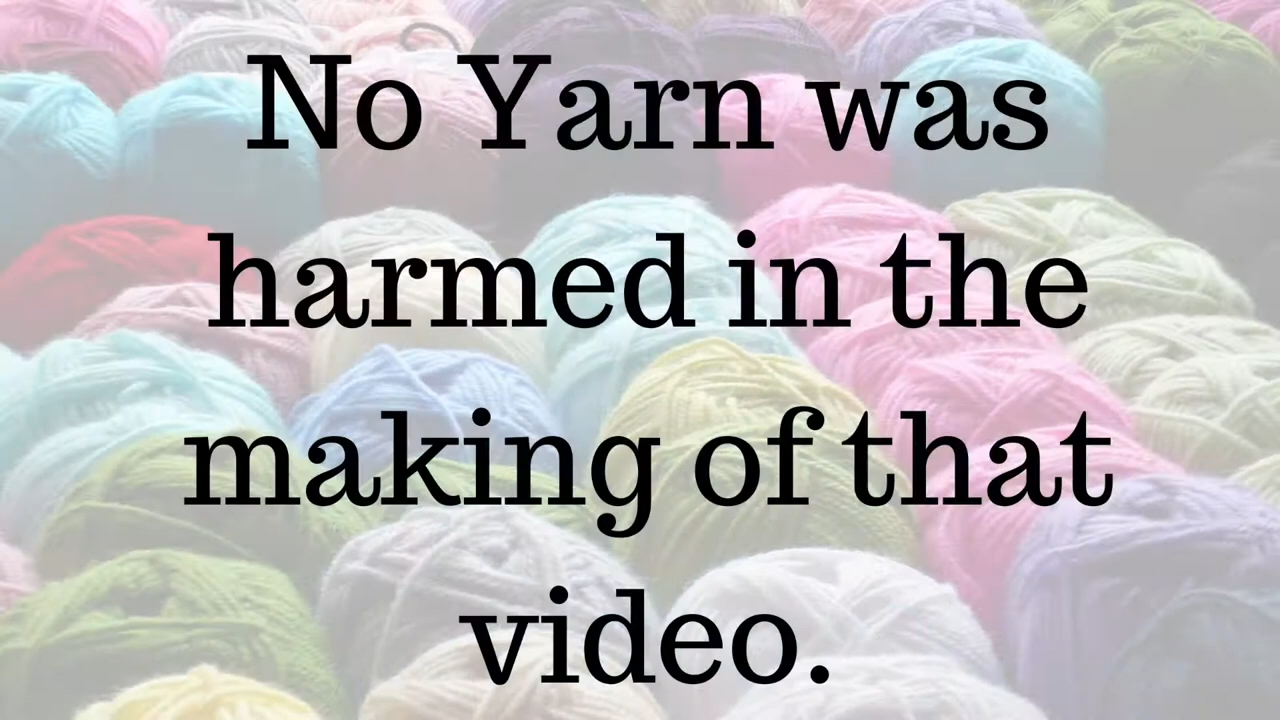 No Yarn was
harmed in the
making of that
video.